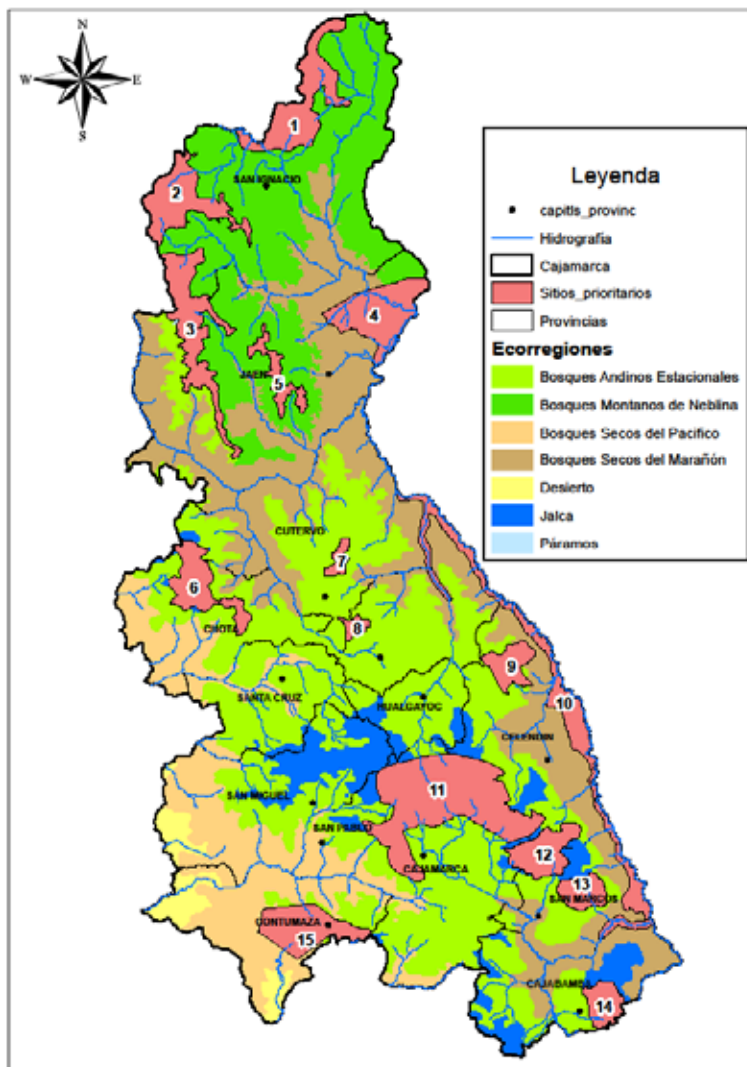 N
W E
S
1
SAN IGNACIO
2
3
4
JAEN
5
CUTERVO
7
6
CHOTA
8
9
SANTA CRUZ
HUALGAYOC
10
CELENDIN
11
SAN MIGUEL
SAN PABLO
CAJAMARCA
12
13
SAN MARCOS
CONTUMAZA
15
CAJABAMBA
14
Leyenda
capitls_provinc
Hidrografía
Cajamarca
Sitios_prioritarios
Provincias
Ecorregiones
Bosques Andinos Estacionales
Bosques Montanos de Neblina
Bosques Secos del Pacifico
Bosques Secos del Marañón
Desierto
Jalca
Páramos